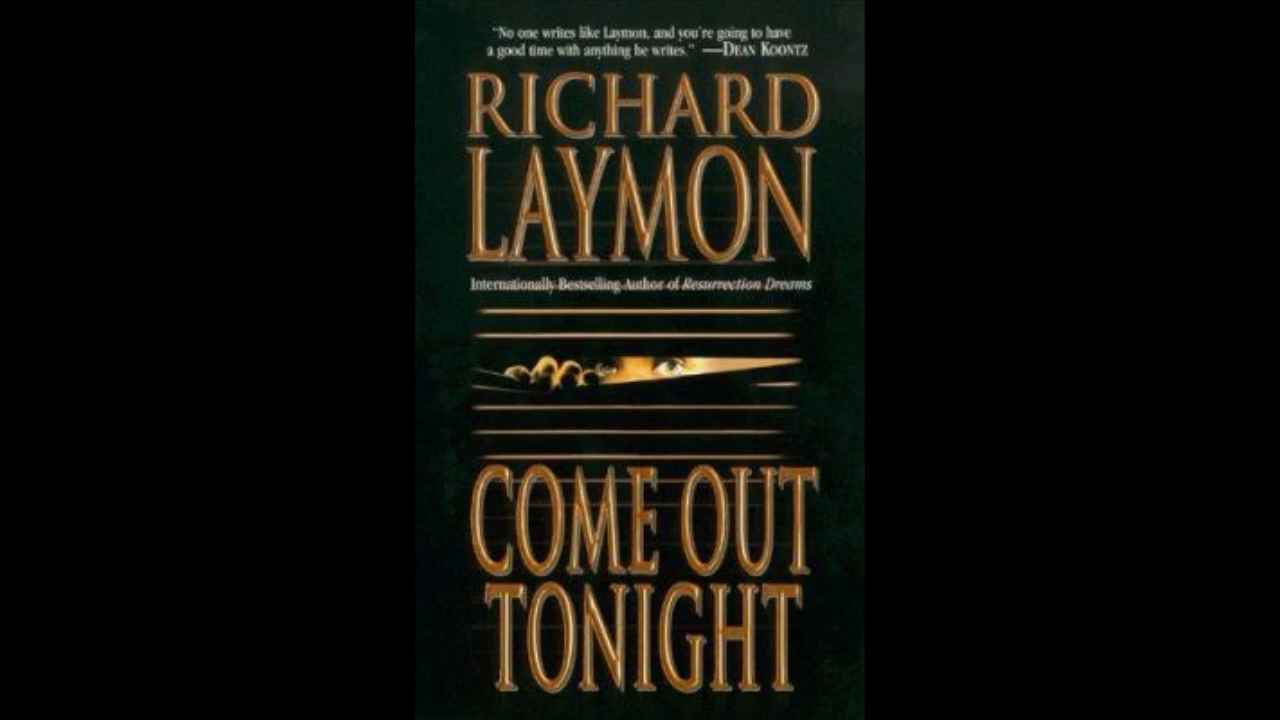 "No one writes like Laymon, and you're going to have
a good time with anything he writes." —DEAN KOONTZ
RICHARD
LAYMON
Internationally Bestselling Author of Resurrection Dreams
COME OUT
TONIGHT